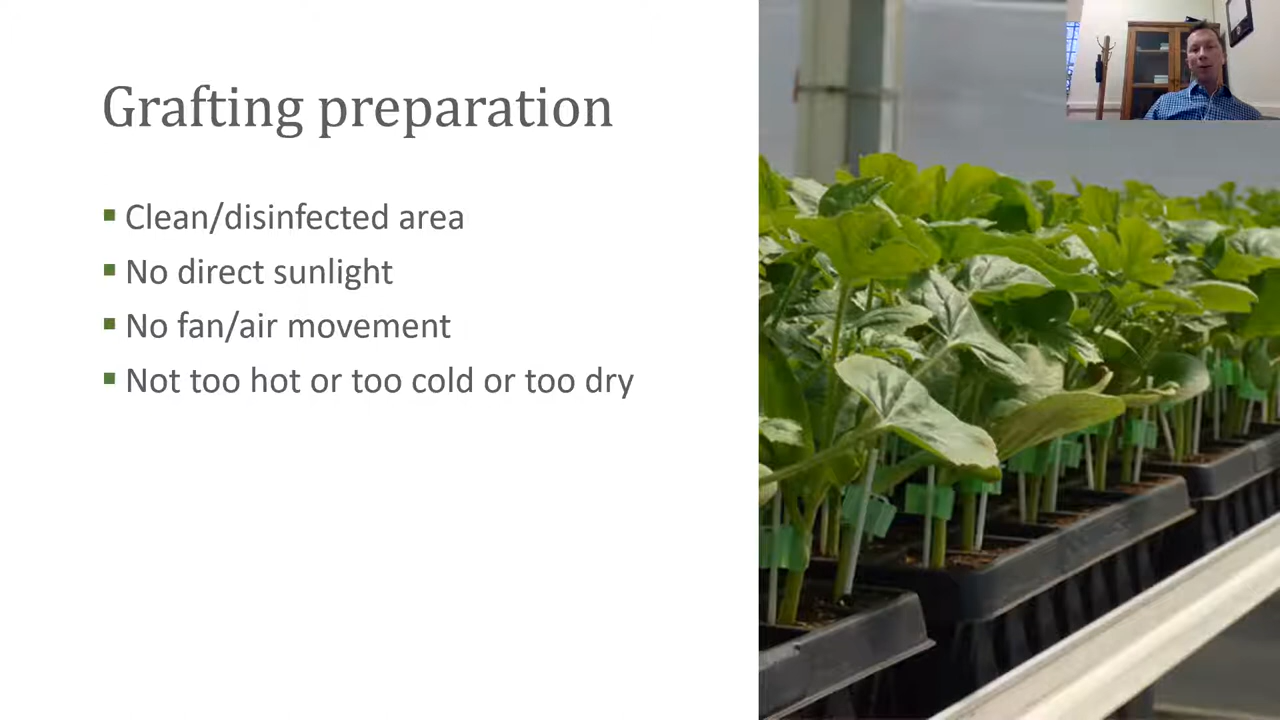 Grafting preparation
Clean/disinfected area
No direct sunlight
No fan/air movement
Not too hot or too cold or too dry